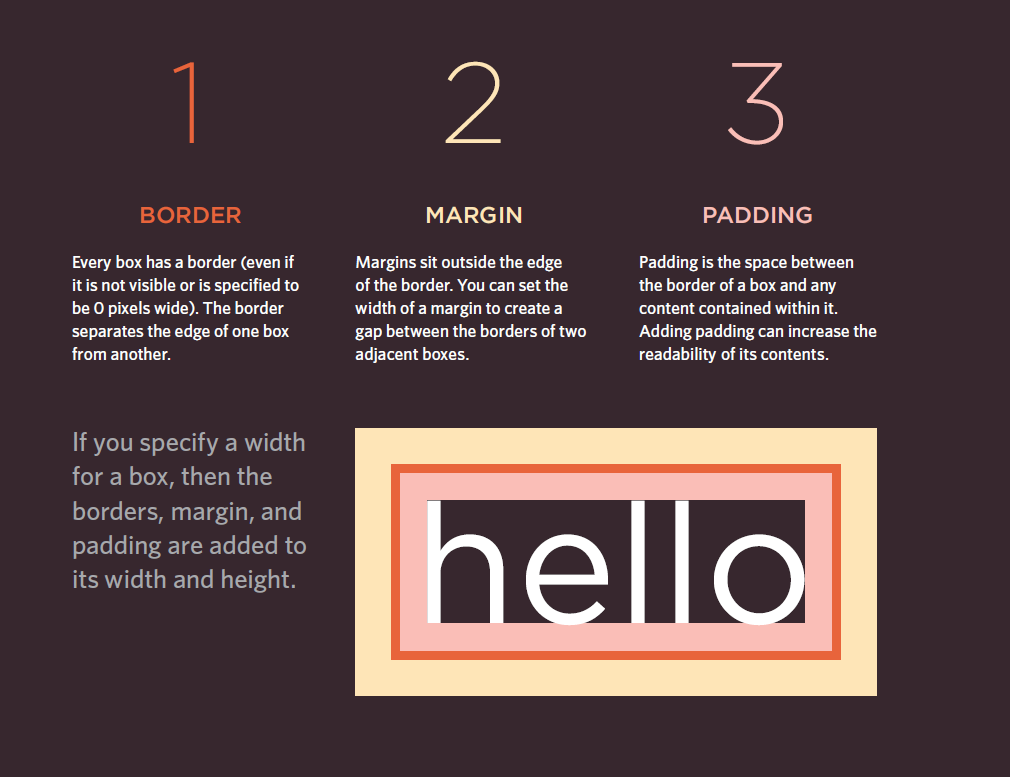 1
2
3
BORDER
MARGIN
PADDING
Every box has a border (even if
it is not visible or is specified to
be 0 pixels wide). The border
separates the edge of one box
from another.
Margins sit outside the edge
of the border. You can set the
width of a margin to create a
gap between the borders of two
adjacent boxes.
Padding is the space between
the border of a box and any
content contained within it.
Adding padding can increase the
readability of its contents.
If you specify a width
for a box, then the
borders, margin, and
padding are added to
its width and height.
hello